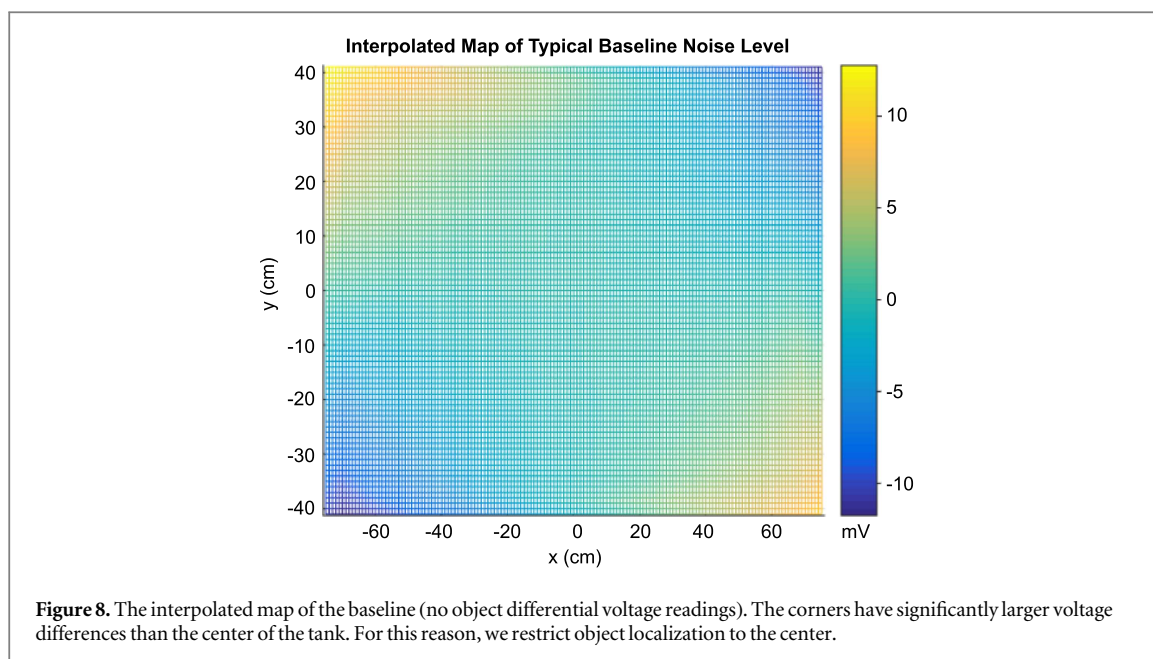 Interpolated Map of Typical Baseline Noise Level
40
30
20
10
0
-10
-20
-30
-40
y (cm)
-60 -40 -20 0 20 40 60
x (cm)
10
5
0
-5
-10
mV
Figure 8. The interpolated map of the baseline (no object differential voltage readings). The corners have significantly larger voltage
differences than the center of the tank. For this reason, we restrict object localization to the center.